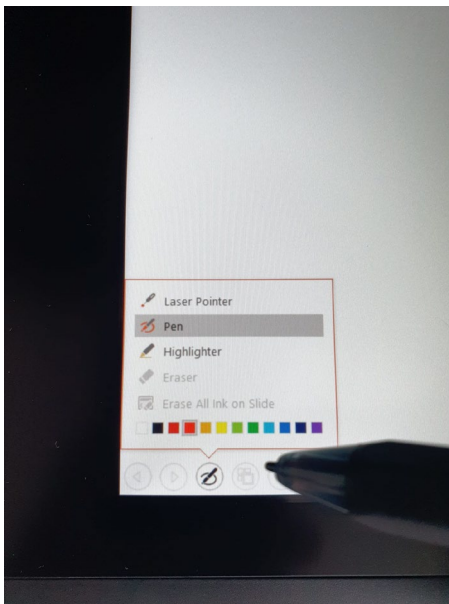 Laser Pointer
Pen
Highlighter
Eraser
Erase All Ink on Slide